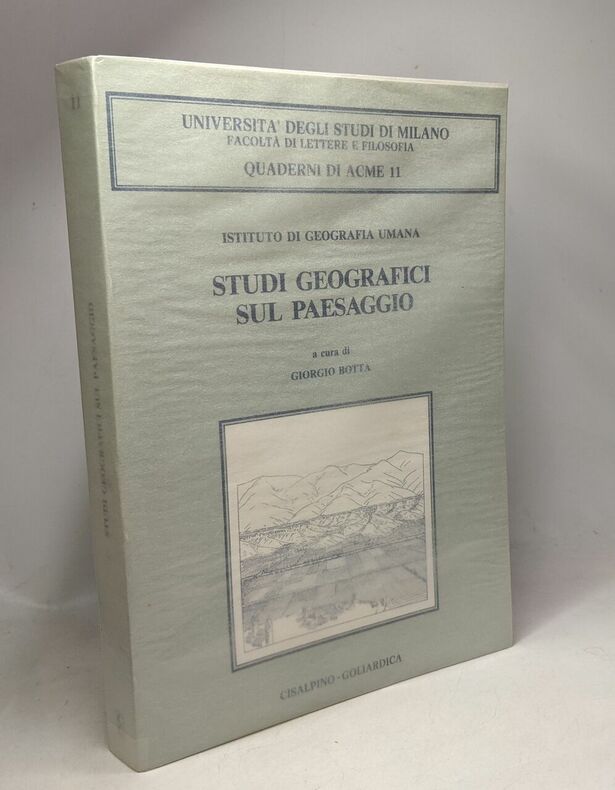 11
UNIVERSITA' DEGLI STUDI DI MILANO
FACOLTÀ DI LETTERE E FILOSOFIA
QUADERNI DI ACME 11
ISTITUTO DI GEOGRAFIA UMANA
STUDI GEOGRAFICI
SUL PAESAGGIO
a cura di
GIORGIO BOTTA
CISALPINO - GOLIARDICA
STUDI GEOGRAFICI SUL PAESAGGIO